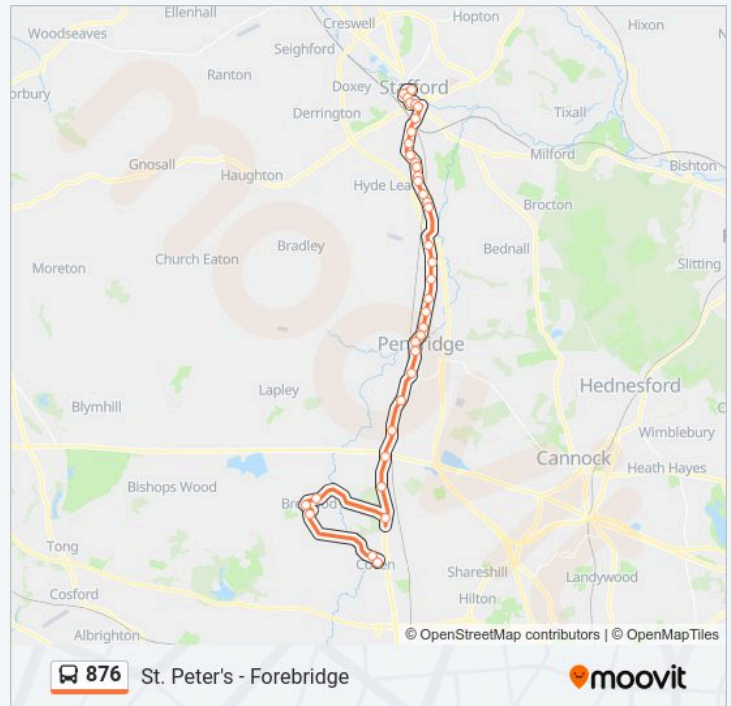 Ellenhall
Hopton
Creswell
Hixon
Woodseaves
Seighford
Ranton
Doxey
Stafford
orbury
Derrington
Tixall
Milford
Gnosall
Haughton
Bishton
Hyde Lea
Brocton
Bradley
Bednall
Church Eaton
Slitting
Moreton
Penkridge
Lapley
Hednesford
Blymhill
Wimblebury
Cannock
Heath Hayes
Bishops Wood
Brewood
Tong
Coven
Shareshill
Landywood
Cosford
Hilton
Albrighton
© OpenStreetMap contributors | © OpenMapTiles
876 St. Peter's - Forebridge
moovit